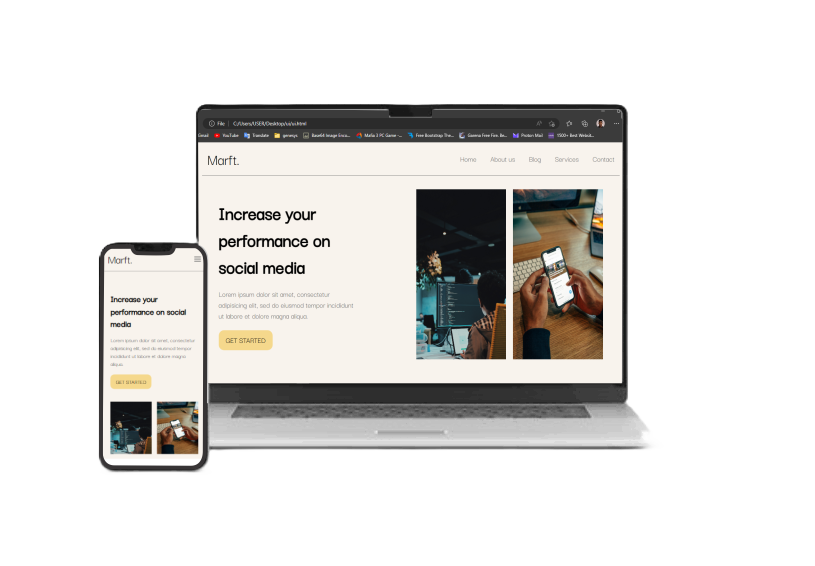 File C:/Users/USER/Desktop/ui/ui.html
Gmail YouTube Translate genesys Base64 Image Enco... Mafia 3 PC Game -... Free Bootstrap The... Garena Free Fire. Be... Proton Mail 1500+ Best Websit...
Marft. Home About us Blog Services Contact
Increase your
performance on
social media
Lorem ipsum dolor sit amet, consectetur
adipisicing elit, sed do eiusmod tempor incididunt
ut labore et dolore magna aliqua.
GET STARTED
Marft.
Increase your
performance on social
media
Lorem ipsum dolor sit amet, consectetur
adipisicing elit, sed do eiusmod tempor
incididunt ut labore et dolore magna
aliqua.
GET STARTED